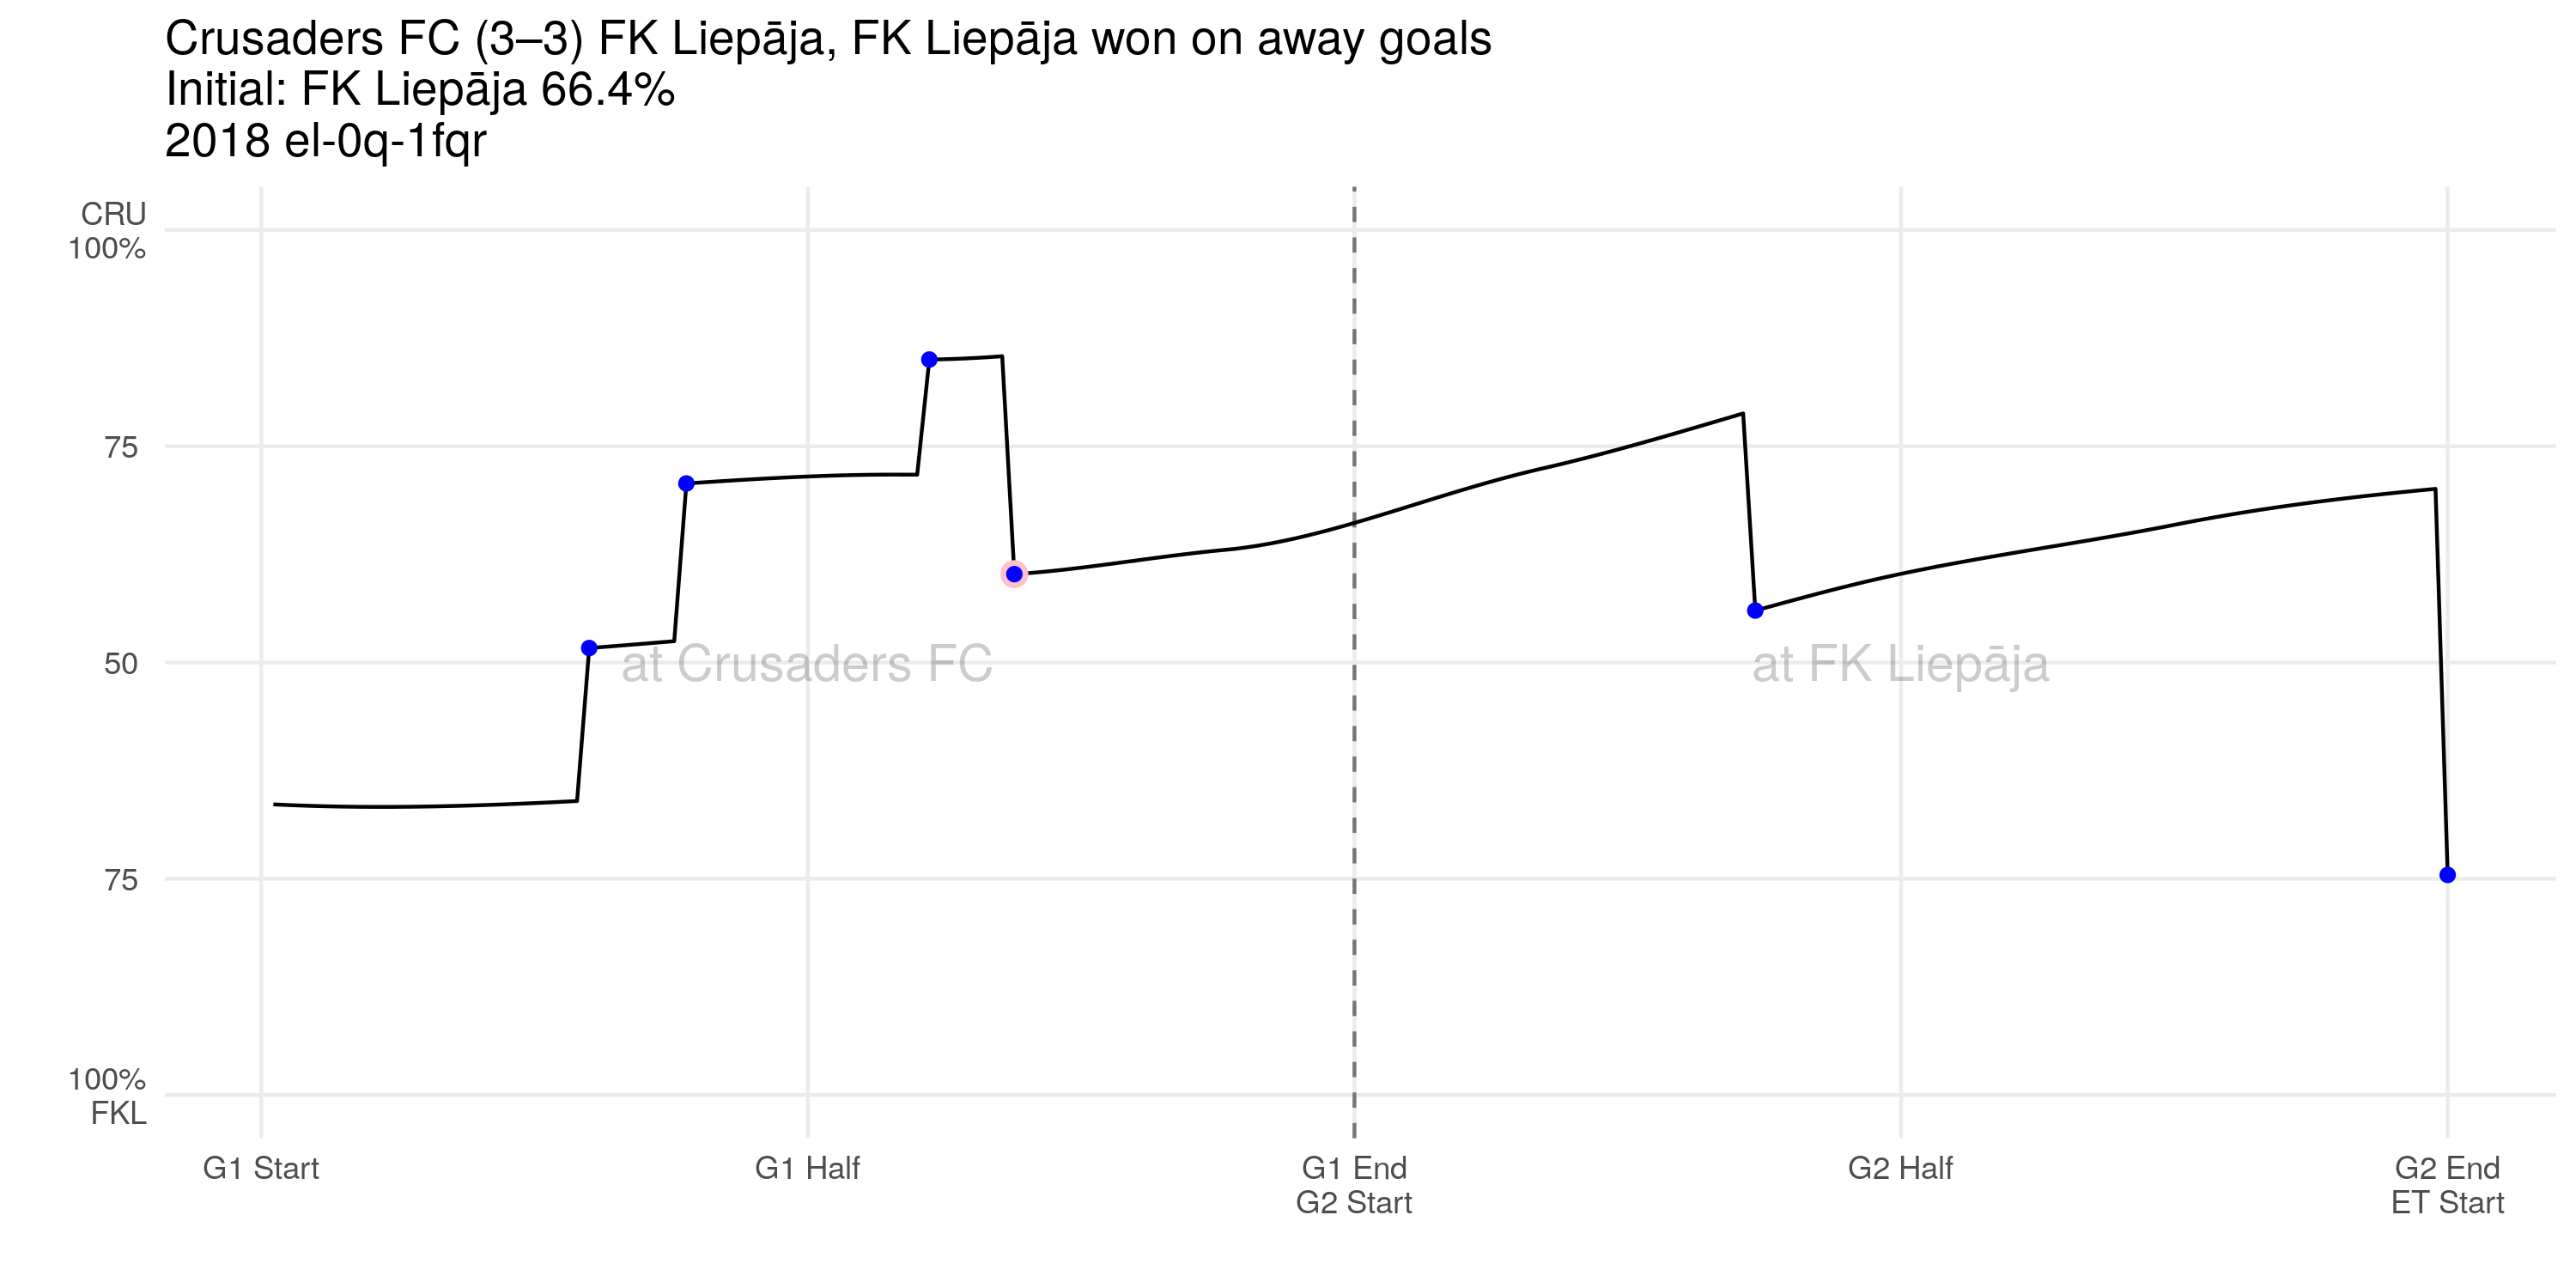 Crusaders FC (3–3) FK Liepāja, FK Liepāja won on away goals
Initial: FK Liepāja 66.4%
2018 el-0q-1fqr
CRU
100%
75
50
75
100%
FKL
at Crusaders FC
at FK Liepāja
G1 Start
G1 Half
G1 End
G2 Start
G2 Half
G2 End
ET Start